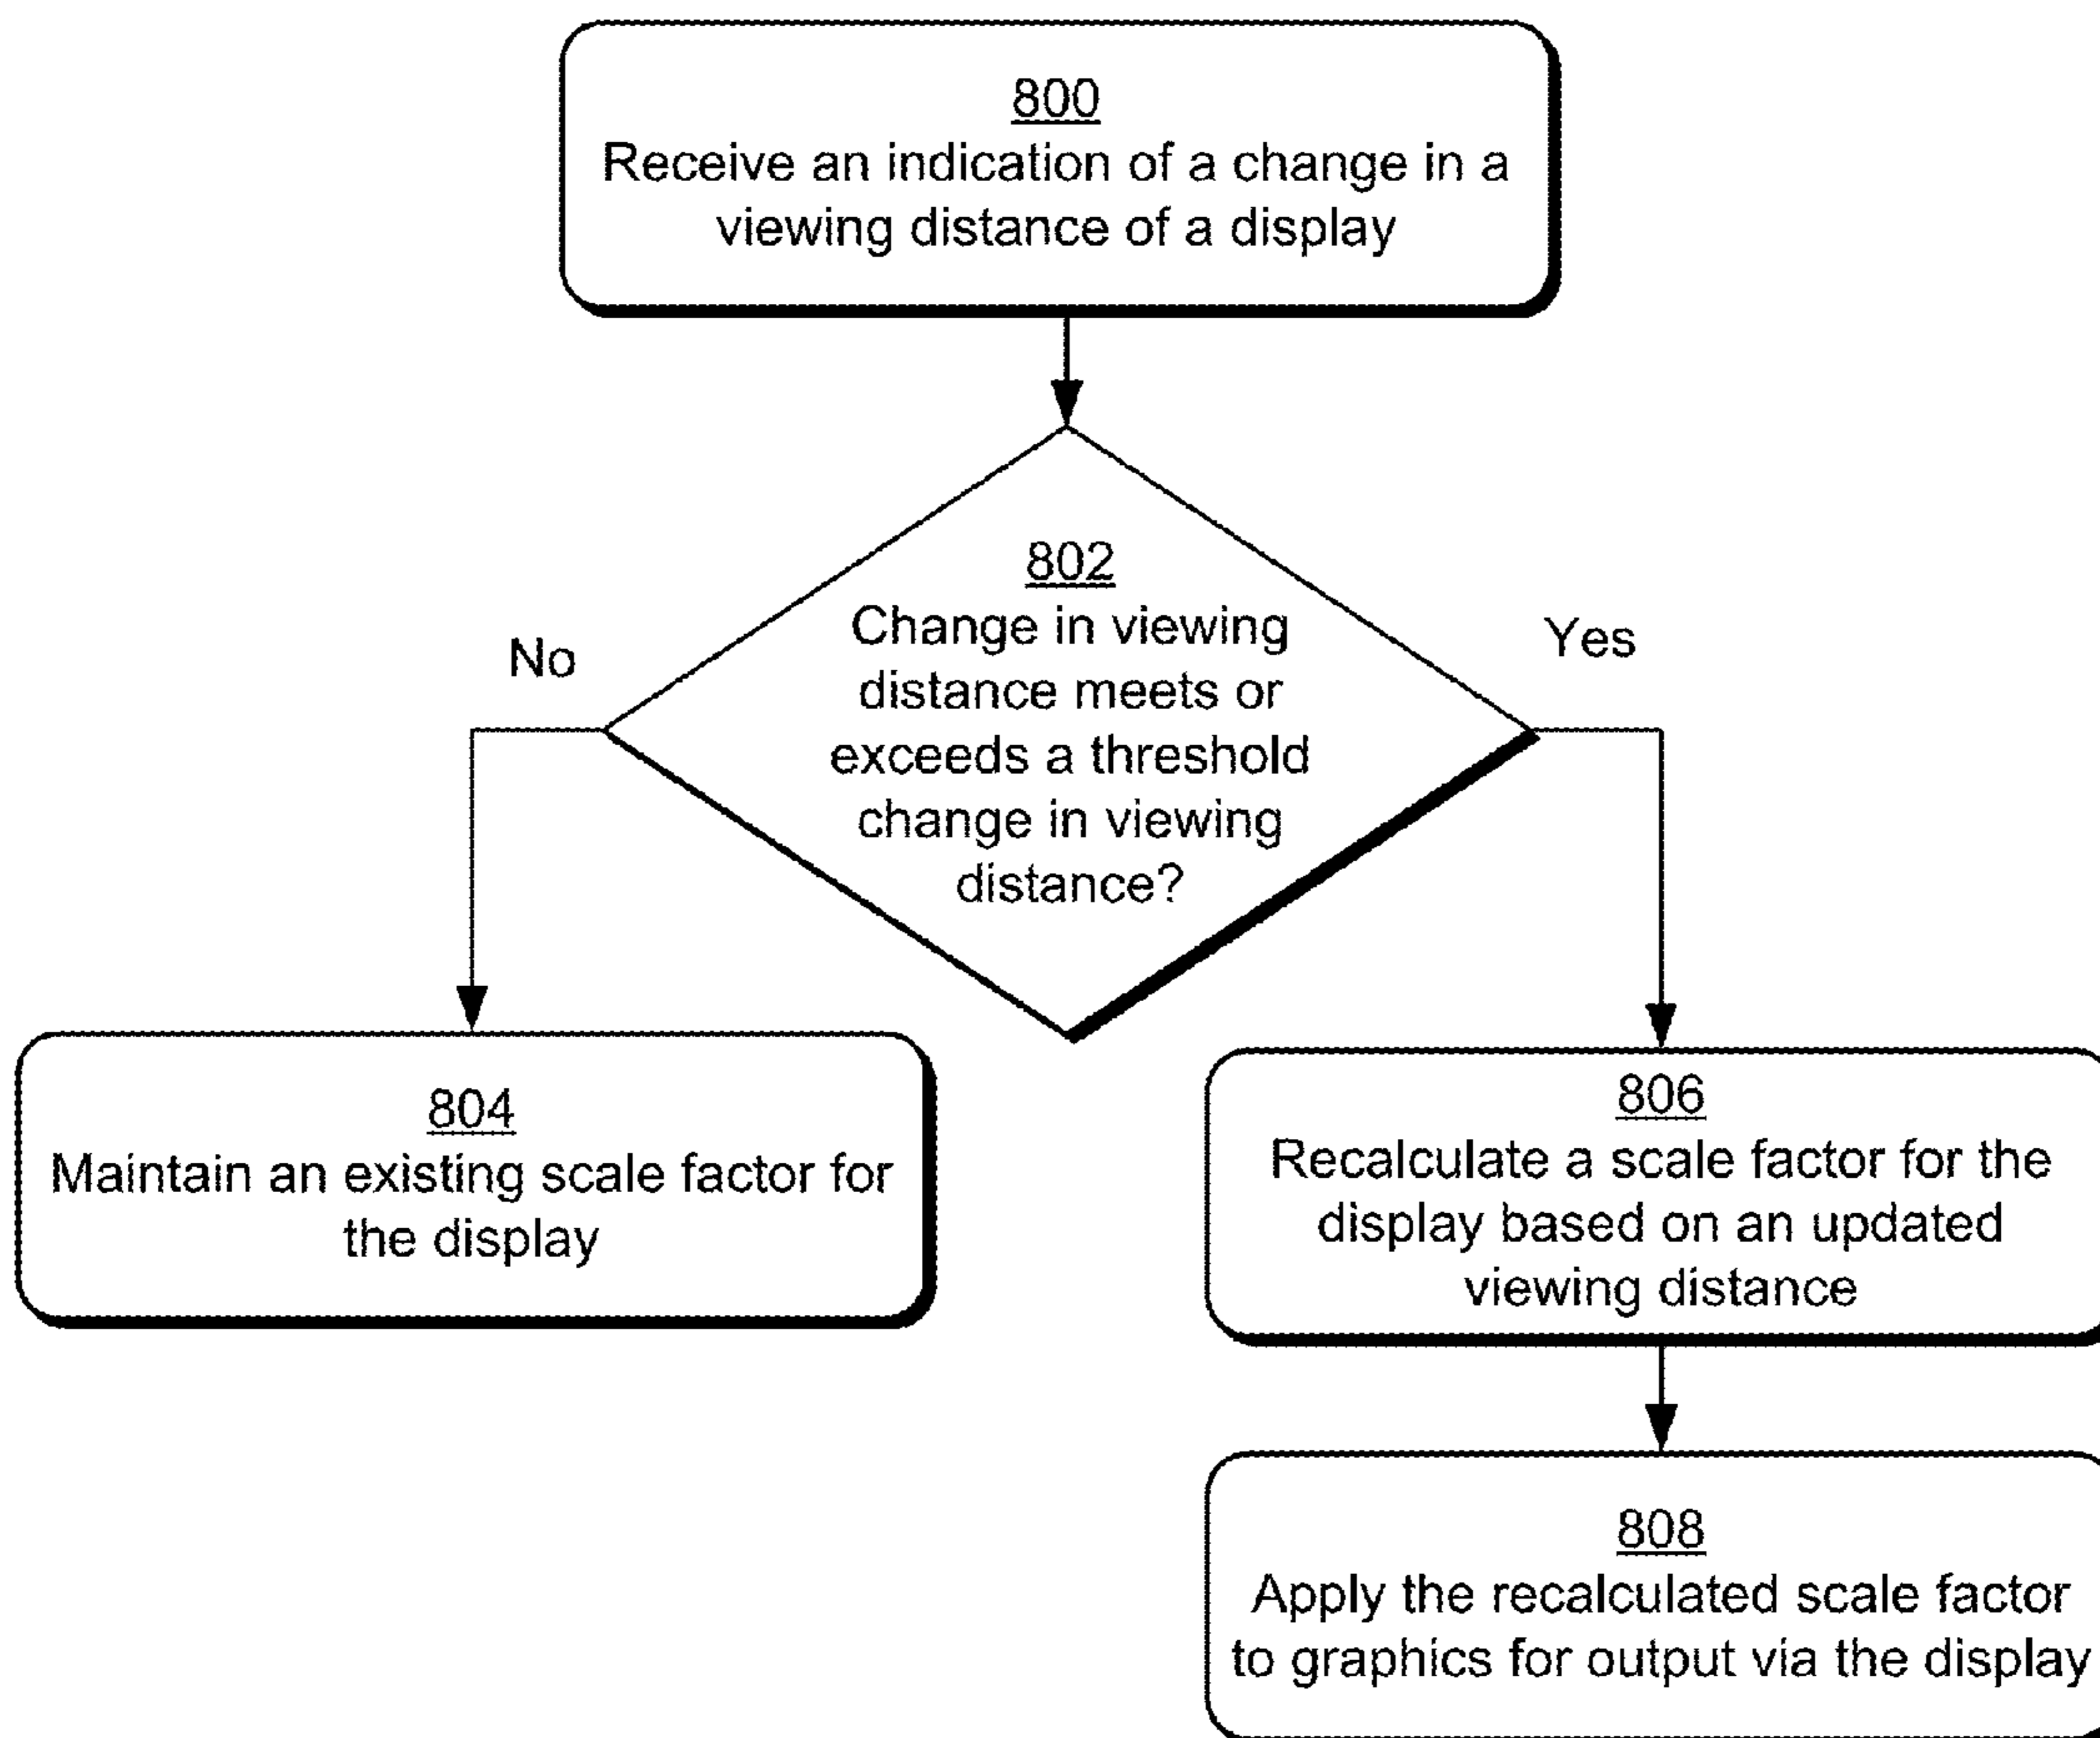 800
Receive an indication of a change in a
viewing distance of a display
802
Change in viewing
distance meets or
exceeds a threshold
change in viewing
distance?
No
Yes
804
Maintain an existing scale factor for
the display
806
Recalculate a scale factor for the
display based on an updated
viewing distance
808
Apply the recalculated scale factor
to graphics for output via the display